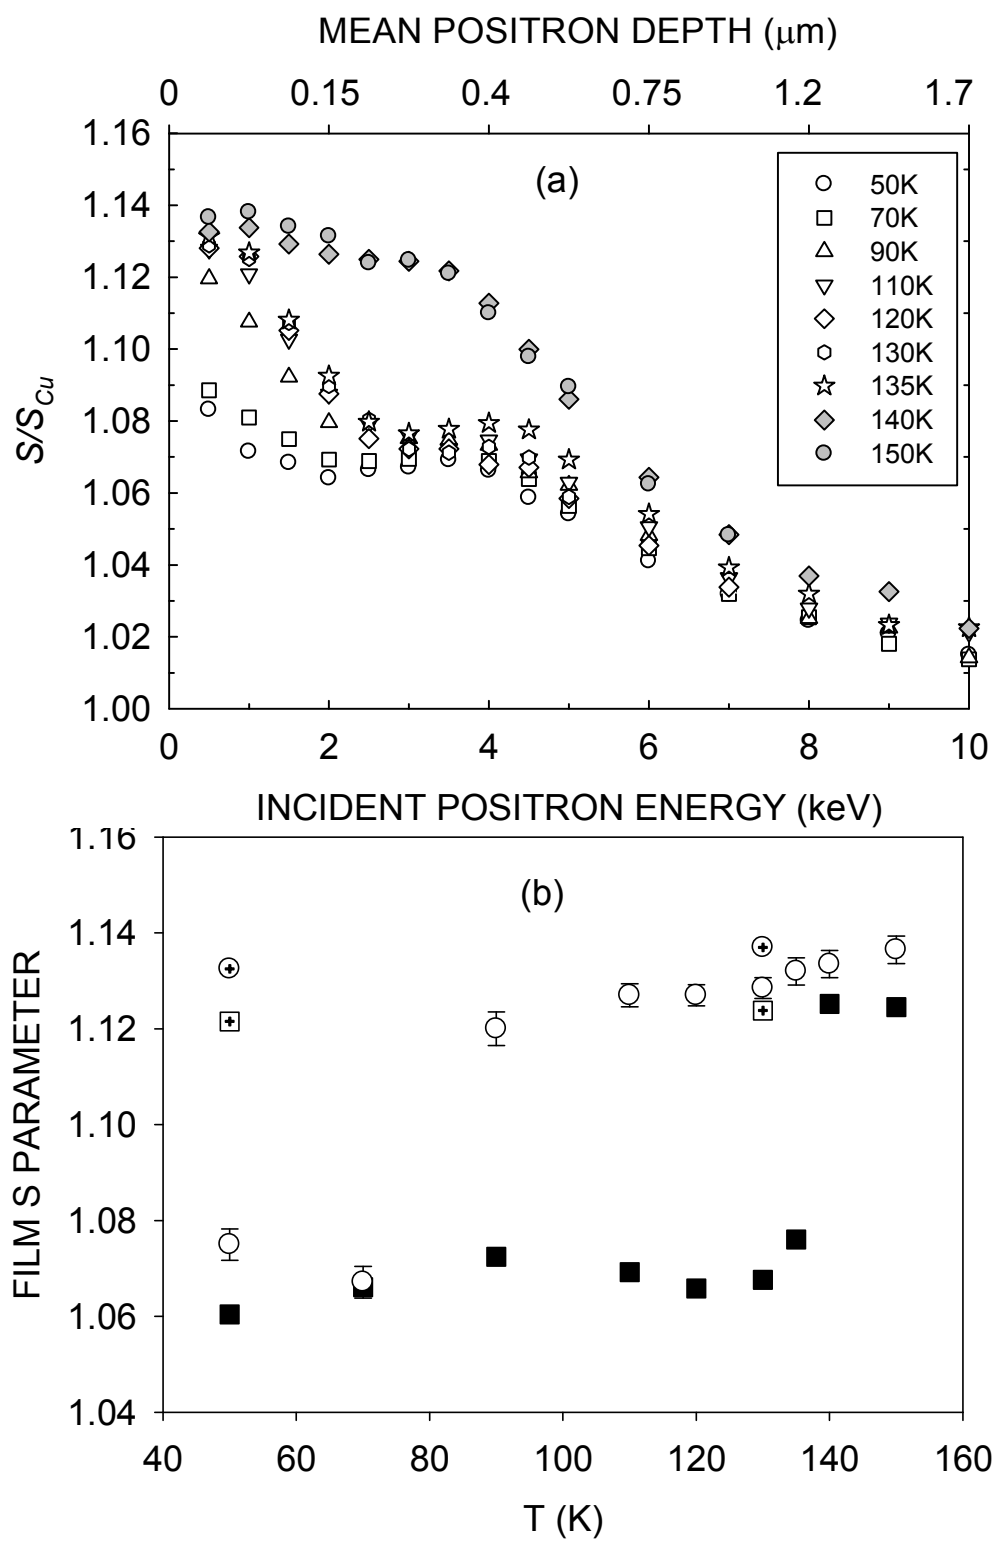 MEAN POSITRON DEPTH (μm)
0 0.15 0.4 0.75 1.2 1.7
1.16
1.14
1.12
1.10
1.08
1.06
1.04
1.02
1.00
S/S_Cu
(a)
50K
70K
90K
110K
120K
130K
135K
140K
150K
0 2 4 6 8 10
INCIDENT POSITRON ENERGY (keV)
1.16
1.14
1.12
1.10
1.08
1.06
1.04
FILM S PARAMETER
(b)
40 60 80 100 120 140 160
T (K)